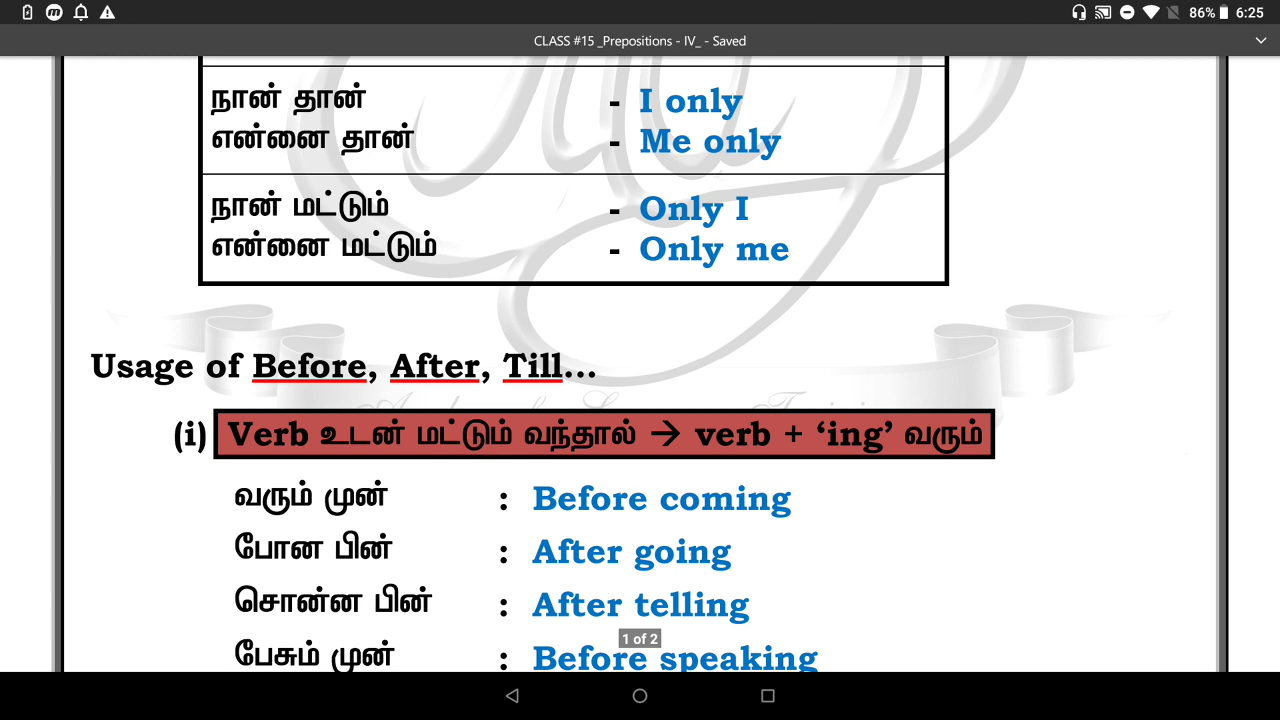 86% 6:25
CLASS #15 _Prepositions - IV_ - Saved
நான் தான் - I only
என்னை தான் - Me only
நான் மட்டும் - Only I
என்னை மட்டும் - Only me
Usage of Before, After, Till...
(i) Verb உடன் மட்டும் வந்தால் → verb + ‘ing’ வரும்
வரும் முன் : Before coming
போன பின் : After going
சொன்ன பின் : After telling
1 of 2
பேசும் முன் : Before speaking